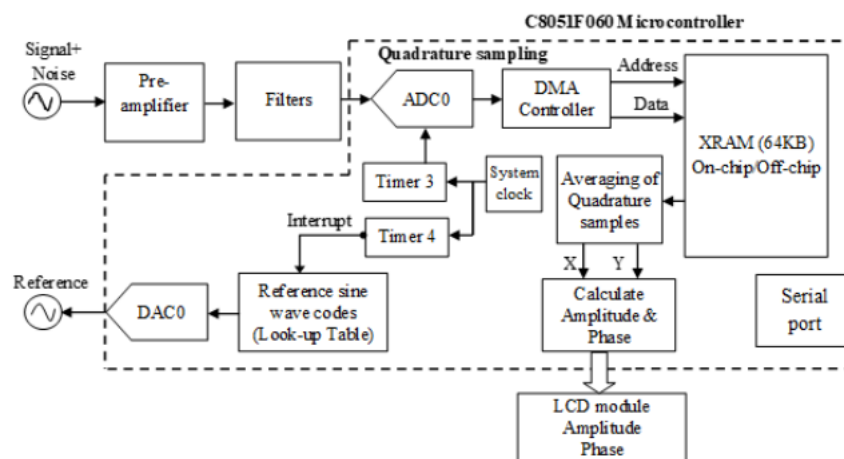 C8051F060 Microcontroller
Signal+
Noise
Quadrature sampling
Pre-
amplifier
Filters
ADC0
DMA
Controller
Address
Data
XRAM (64KB)
On-chip/Off-chip
Timer 3
System
clock
Averaging of
Quadrature
samples
Interrupt
Timer 4
X
Y
Reference
DAC0
Reference sine
wave codes
(Look-up Table)
Calculate
Amplitude &
Phase
Serial
port
LCD module
Amplitude
Phase